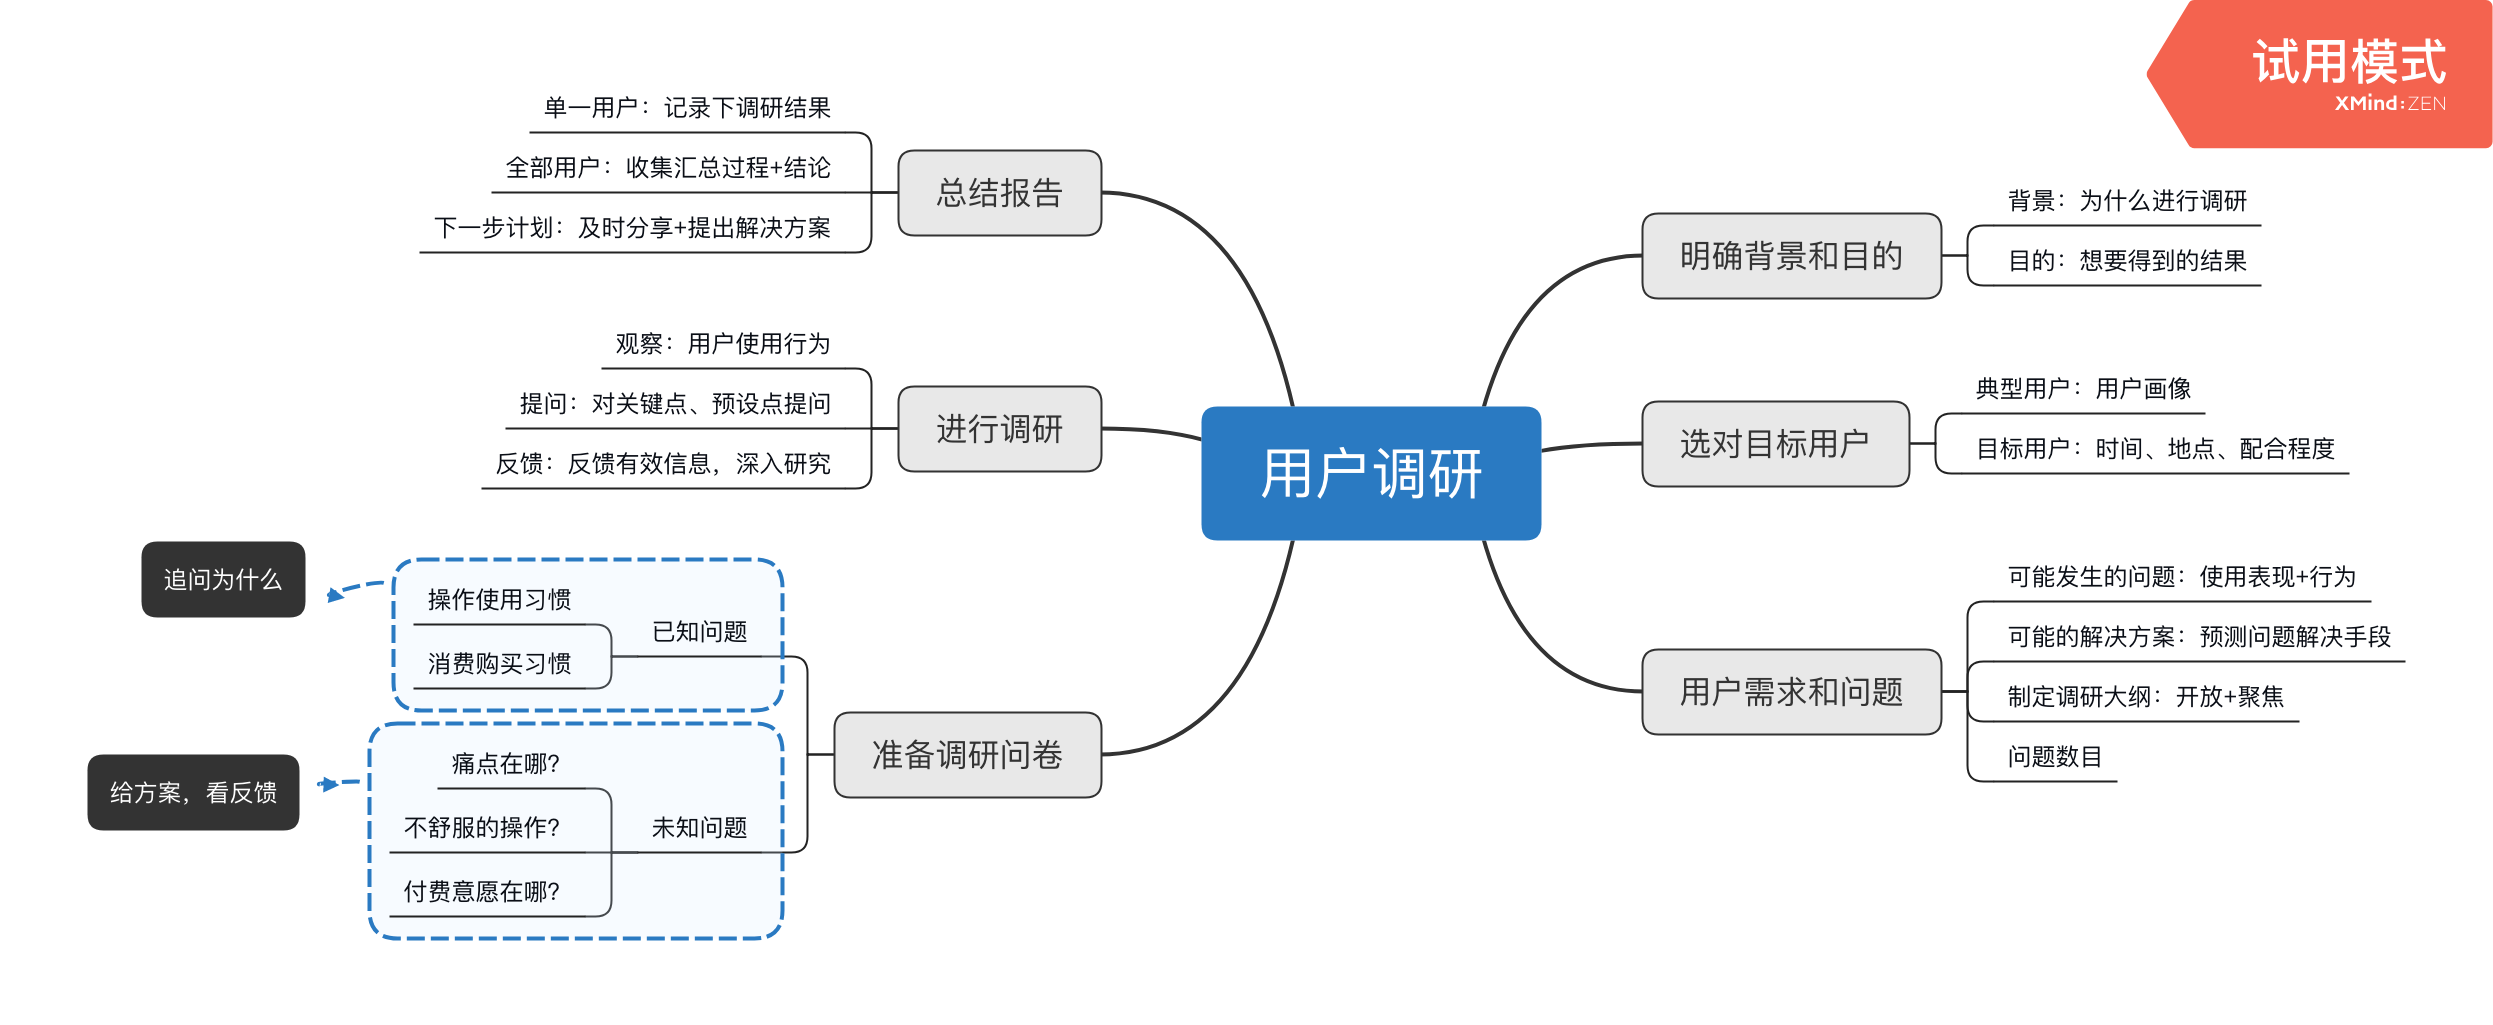 试用模式
XMind:ZEN
用户调研
明确背景和目的
背景：为什么进行调研
目的：想要得到的结果
选对目标用户
典型用户：用户画像
目标用户：时间、地点、配合程度
用户需求和问题
可能发生的问题：使用表现+行为
可能的解决方案：预测问题解决手段
制定调研大纲：开放+聚焦
问题数目
准备调研问卷
已知问题
操作使用习惯
消费购买习惯
追问为什么
未知问题
痛点在哪?
不舒服的操作?
付费意愿在哪?
给方案，看反馈
进行调研
观察：用户使用行为
提问：对关键点、预设点提问
反馈：反馈有效信息，深入研究
总结报告
单一用户：记录下调研结果
全部用户：收集汇总过程+结论
下一步计划：及时分享+提出解决方案